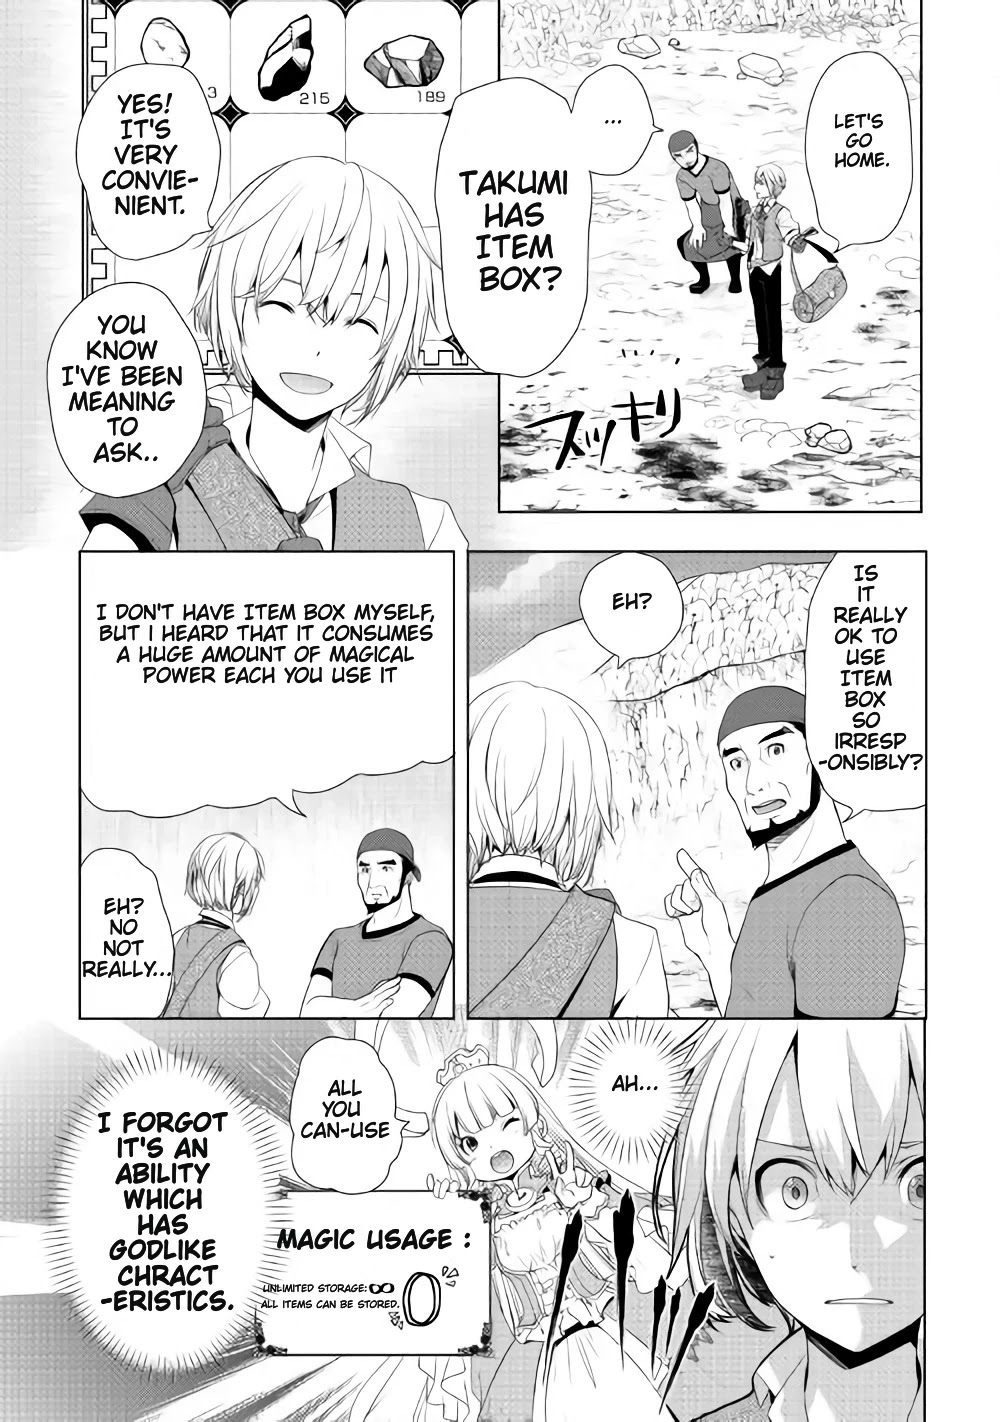 LET'S
GO
HOME.
...
TAKUMI
HAS
ITEM
BOX?
スッキリ
3
215
189
YES!
IT'S
VERY
CONVIE-
NIENT.
YOU
KNOW
I'VE BEEN
MEANING
TO
ASK..
IS
IT
REALLY
OK TO
USE
ITEM
BOX
SO
IRRESP
-ONSIBLY?
EH?
I DON'T HAVE ITEM BOX MYSELF,
BUT I HEARD THAT IT CONSUMES
A HUGE AMOUNT OF MAGICAL
POWER EACH YOU USE IT
EH?
NO
NOT
REALLY...
AH...
ALL
YOU
CAN-USE
MAGIC USAGE :
0
UNLIMITED STORAGE: ∞
ALL ITEMS CAN BE STORED.
I FORGOT
IT'S AN
ABILITY
WHICH
HAS
GODLIKE
CHRACT
-ERISTICS.